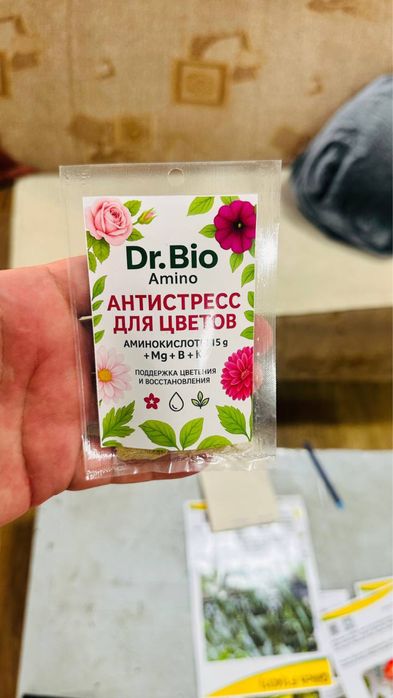 Dr.Bio
Amino
АНТИСТРЕСС
ДЛЯ ЦВЕТОВ
АМИНОКИСЛОТЫ 15 g
+ Mg + B + K
ПОДДЕРЖКА ЦВЕТЕНИЯ
И ВОССТАНОВЛЕНИЯ